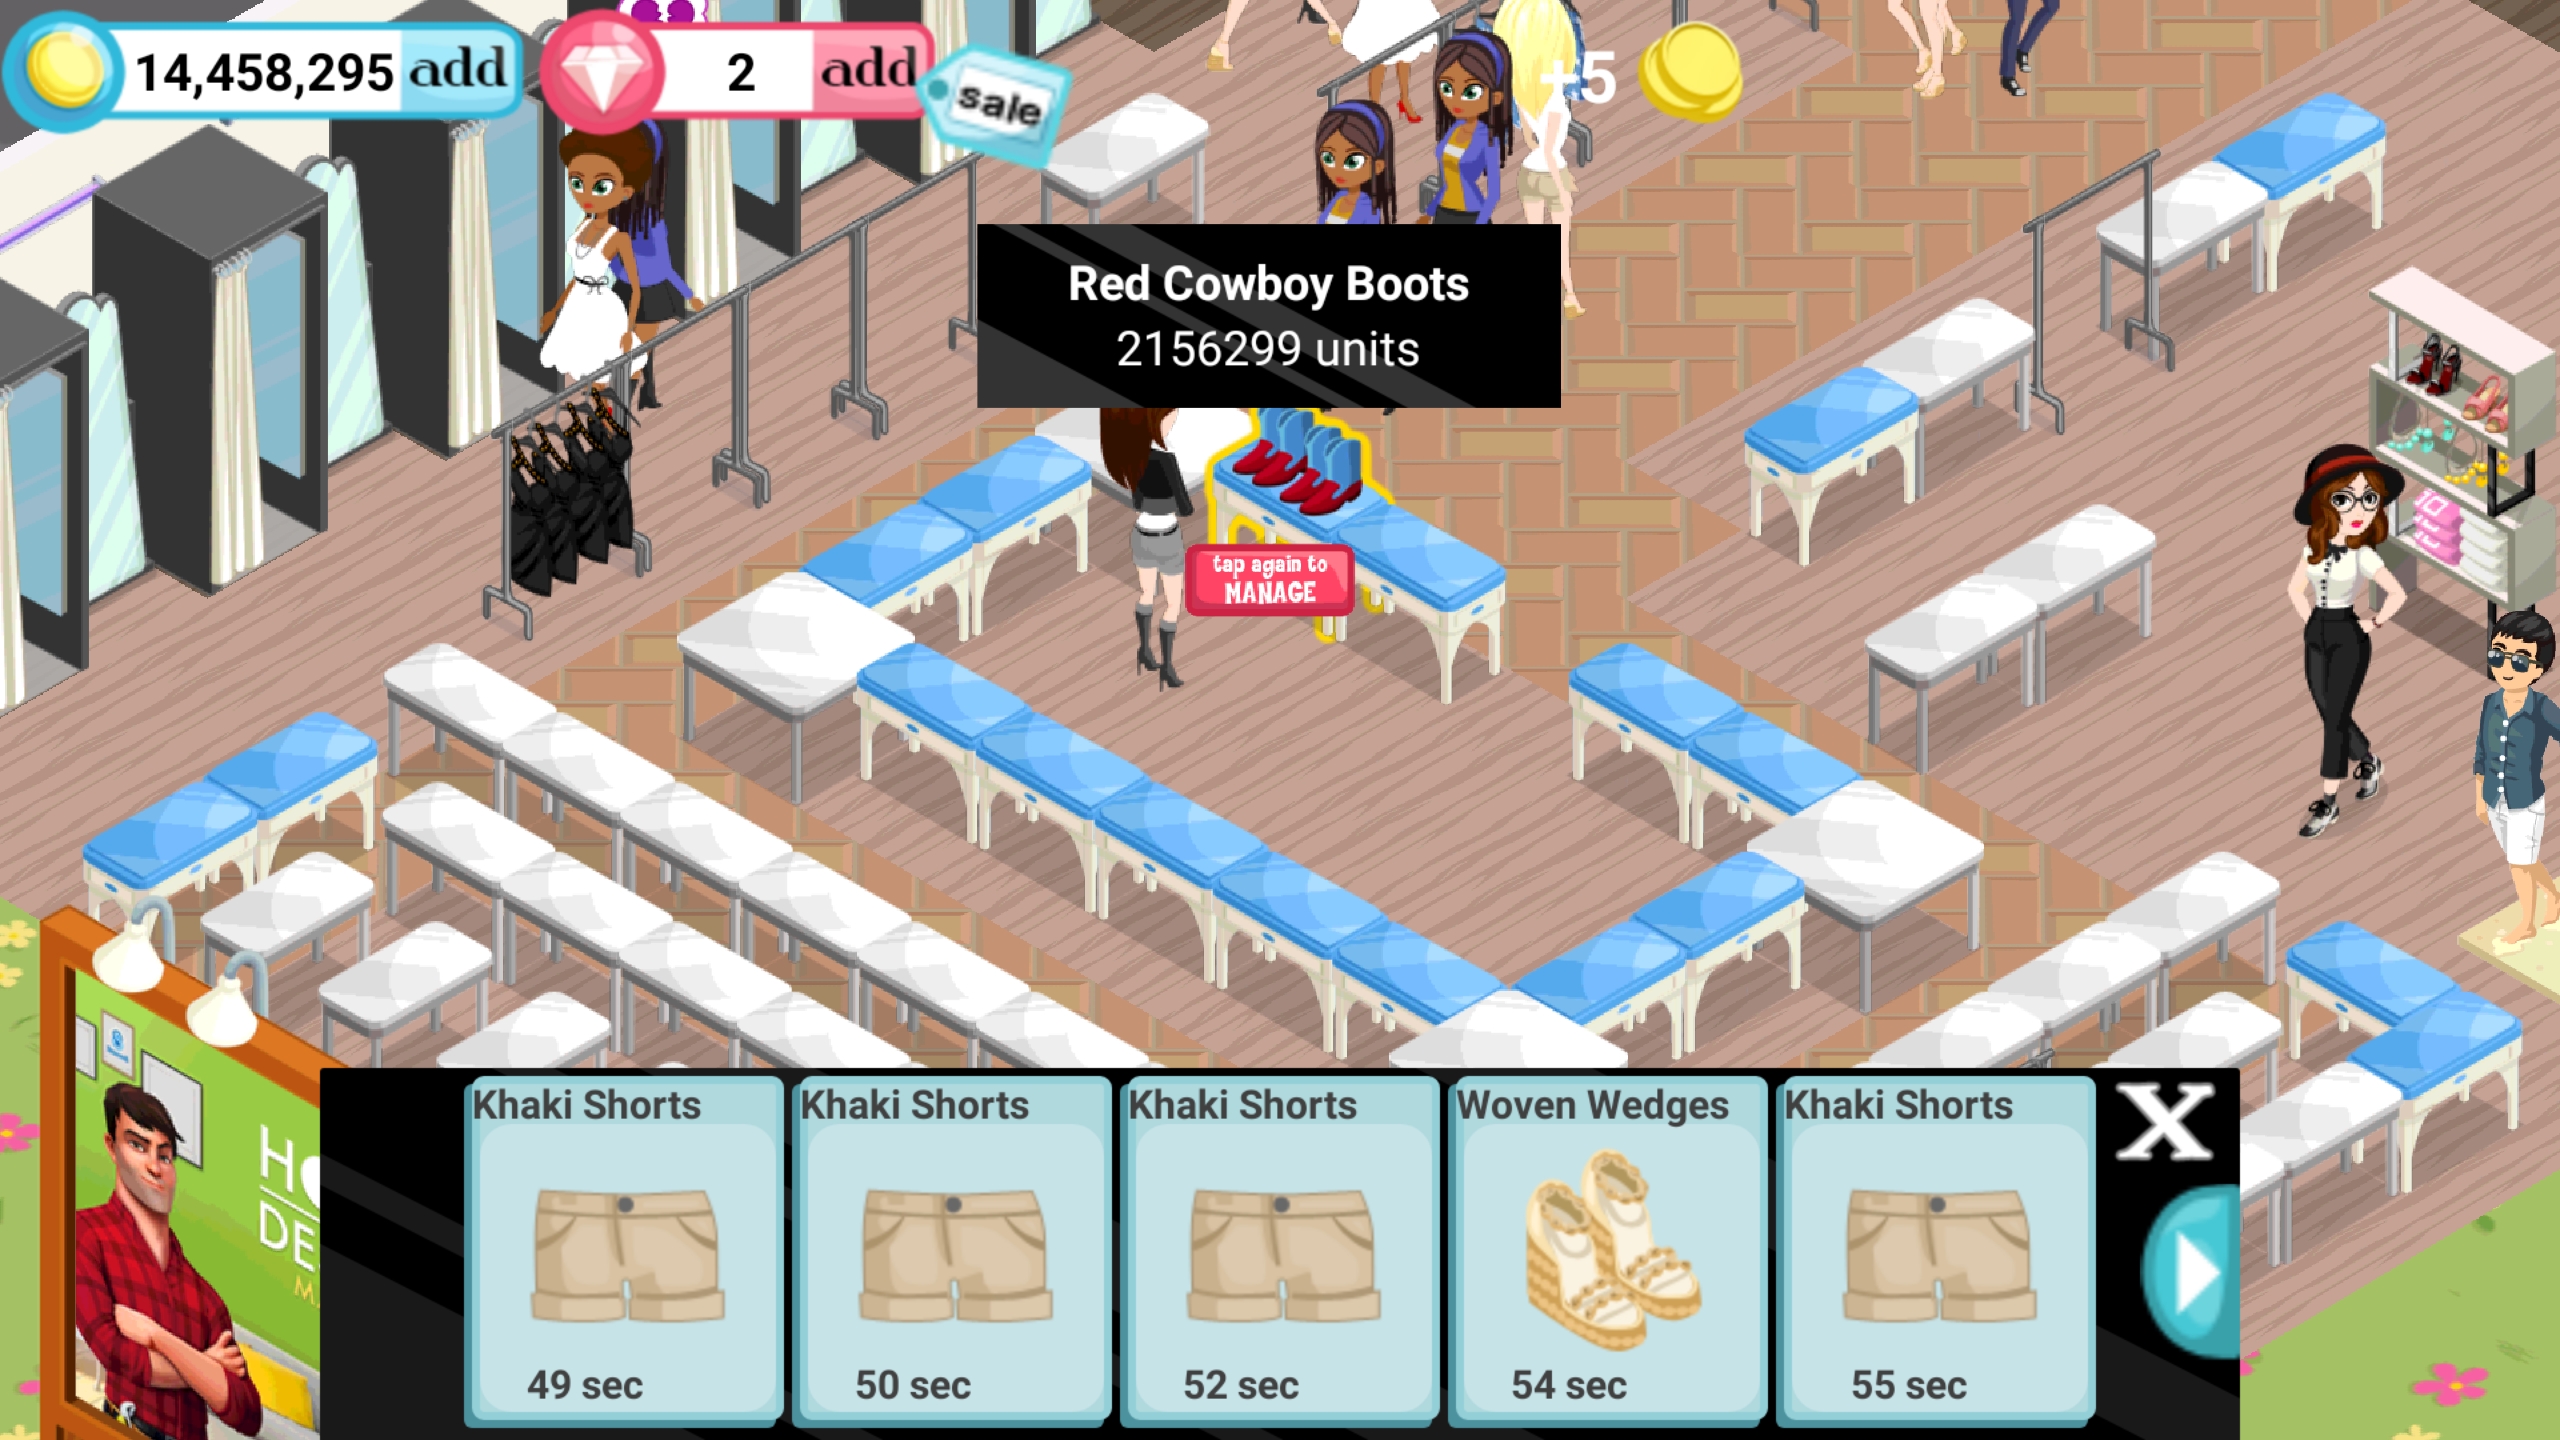 14,458,295 add
2 add
sale
+5
Red Cowboy Boots
2156299 units
tap again to
MANAGE
DE
Khaki Shorts
49 sec
Khaki Shorts
50 sec
Khaki Shorts
52 sec
Woven Wedges
54 sec
Khaki Shorts
55 sec
X